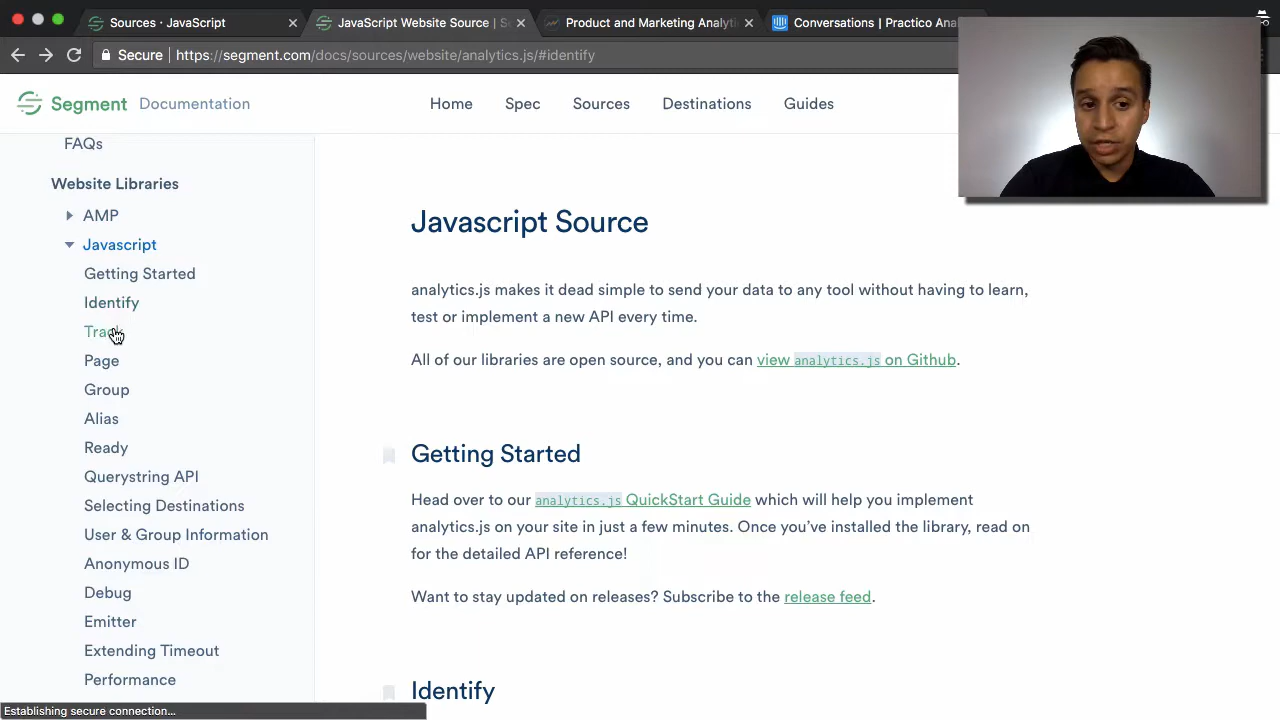 Sources · JavaScript
JavaScript Website Source | S
Product and Marketing Analyti
Conversations | Practico Ana
Secure
https://segment.com/docs/sources/website/analytics.js/#identify
Segment Documentation
Home
Spec
Sources
Destinations
Guides
FAQs
Website Libraries
AMP
Javascript
Getting Started
Identify
Track
Page
Group
Alias
Ready
Querystring API
Selecting Destinations
User & Group Information
Anonymous ID
Debug
Emitter
Extending Timeout
Performance
Javascript Source
analytics.js makes it dead simple to send your data to any tool without having to learn,
test or implement a new API every time.
All of our libraries are open source, and you can view analytics.js on Github.
Getting Started
Head over to our analytics.js QuickStart Guide which will help you implement
analytics.js on your site in just a few minutes. Once you’ve installed the library, read on
for the detailed API reference!
Want to stay updated on releases? Subscribe to the release feed.
Identify
Establishing secure connection...